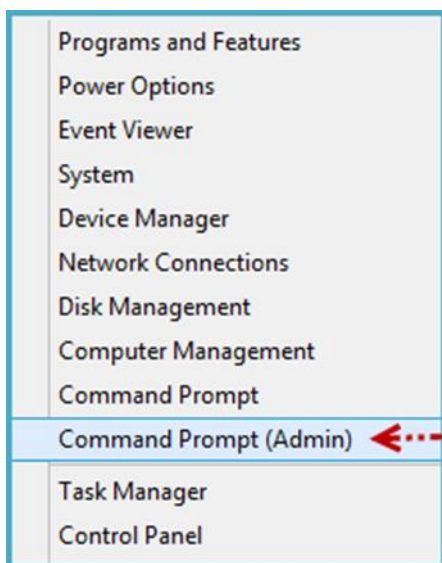 Programs and Features
Power Options
Event Viewer
System
Device Manager
Network Connections
Disk Management
Computer Management
Command Prompt
Command Prompt (Admin)
Task Manager
Control Panel